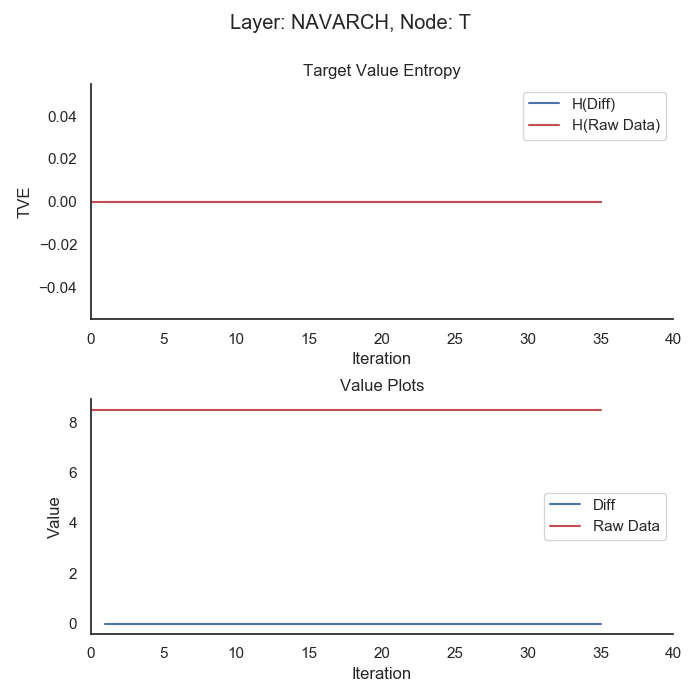 Layer: NAVARCH, Node: T
Target Value Entropy
H(Diff)
H(Raw Data)
0.04
0.02
0.00
−0.02
−0.04
TVE
0 5 10 15 20 25 30 35 40
Iteration
Value Plots
8
6
4
2
0
Value
Diff
Raw Data
0 5 10 15 20 25 30 35 40
Iteration